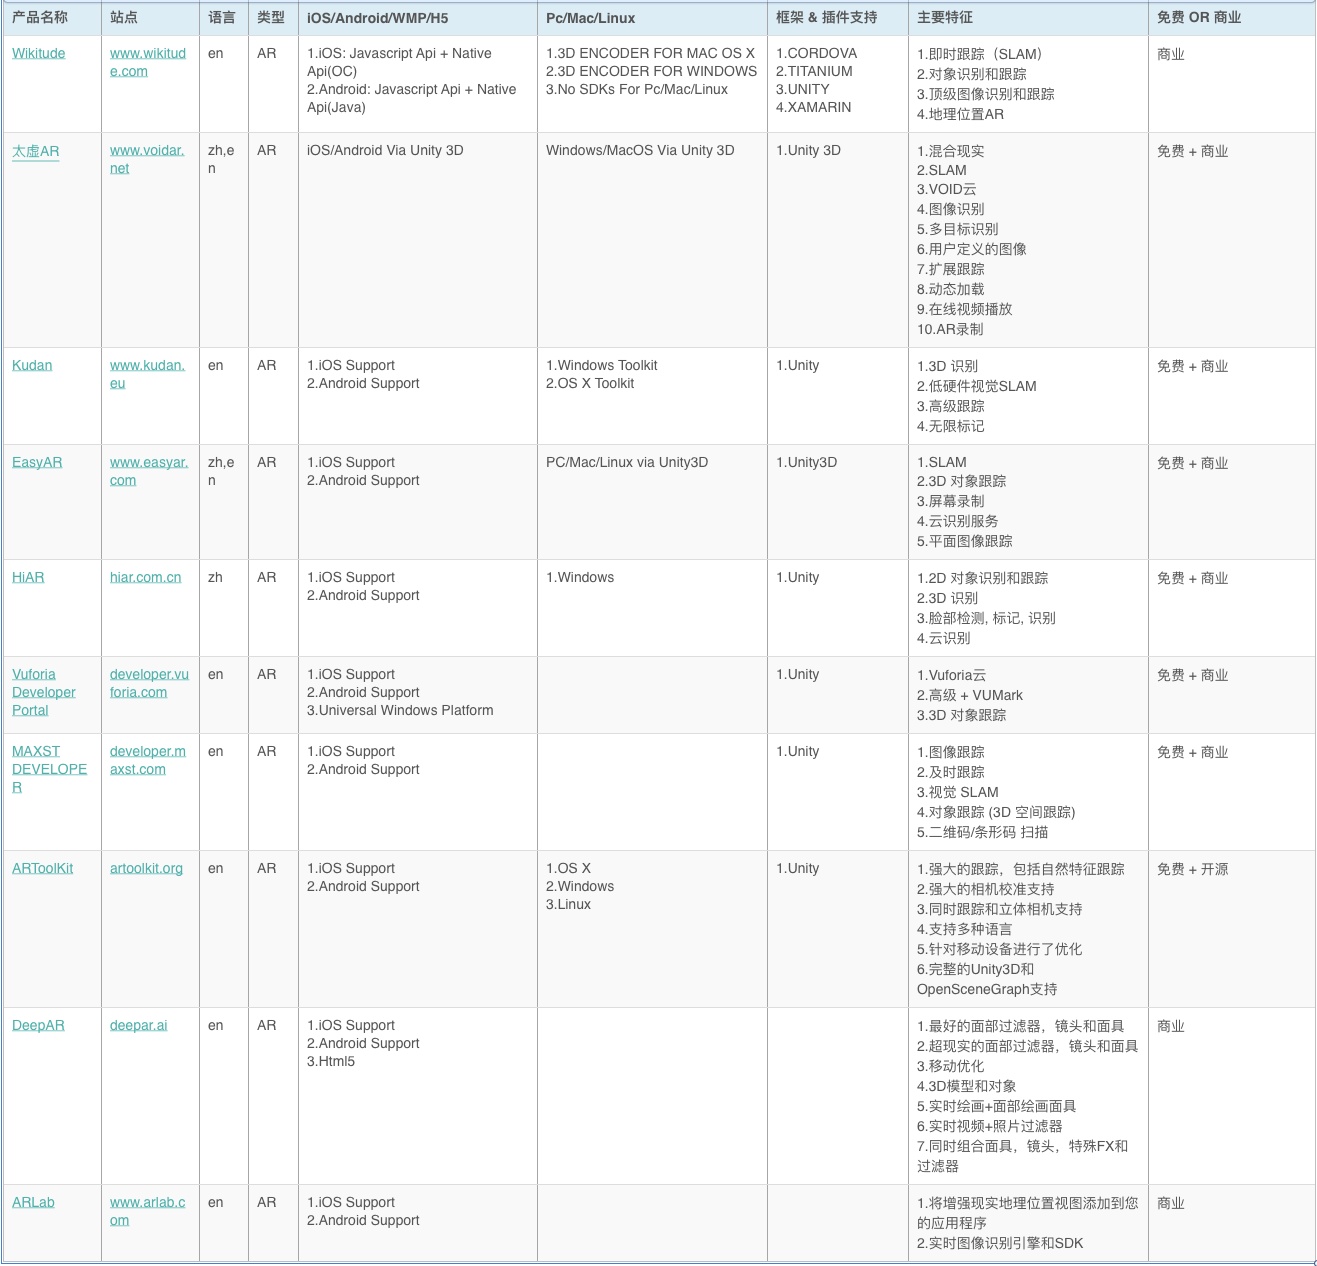 产品名称 站点 语言 类型 iOS/Android/WMP/H5 Pc/Mac/Linux 框架 & 插件支持 主要特征 免费 OR 商业
Wikitude
www.wikitud
e.com
en
AR
1.iOS: Javascript Api + Native
Api(OC)
2.Android: Javascript Api + Native
Api(Java)
1.3D ENCODER FOR MAC OS X
2.3D ENCODER FOR WINDOWS
3.No SDKs For Pc/Mac/Linux
1.CORDOVA
2.TITANIUM
3.UNITY
4.XAMARIN
1.即时跟踪（SLAM）
2.对象识别和跟踪
3.顶级图像识别和跟踪
4.地理位置AR
商业
太虚AR
www.voidar.
net
zh,e
n
AR
iOS/Android Via Unity 3D
Windows/MacOS Via Unity 3D
1.Unity 3D
1.混合现实
2.SLAM
3.VOID云
4.图像识别
5.多目标识别
6.用户定义的图像
7.扩展跟踪
8.动态加载
9.在线视频播放
10.AR录制
免费 + 商业
Kudan
www.kudan.
eu
en
AR
1.iOS Support
2.Android Support
1.Windows Toolkit
2.OS X Toolkit
1.Unity
1.3D 识别
2.低硬件视觉SLAM
3.高级跟踪
4.无限标记
免费 + 商业
EasyAR
www.easyar.
com
zh,e
n
AR
1.iOS Support
2.Android Support
PC/Mac/Linux via Unity3D
1.Unity3D
1.SLAM
2.3D 对象跟踪
3.屏幕录制
4.云识别服务
5.平面图像跟踪
免费 + 商业
HiAR
hiar.com.cn
zh
AR
1.iOS Support
2.Android Support
1.Windows
1.Unity
1.2D 对象识别和跟踪
2.3D 识别
3.脸部检测, 标记, 识别
4.云识别
免费 + 商业
Vuforia
Developer
Portal
developer.vu
foria.com
en
AR
1.iOS Support
2.Android Support
3.Universal Windows Platform
1.Unity
1.Vuforia云
2.高级 + VUMark
3.3D 对象跟踪
免费 + 商业
MAXST
DEVELOPE
R
developer.m
axst.com
en
AR
1.iOS Support
2.Android Support
1.Unity
1.图像跟踪
2.及时跟踪
3.视觉 SLAM
4.对象跟踪 (3D 空间跟踪)
5.二维码/条形码 扫描
免费 + 商业
ARToolKit
artoolkit.org
en
AR
1.iOS Support
2.Android Support
1.OS X
2.Windows
3.Linux
1.Unity
1.强大的跟踪，包括自然特征跟踪
2.强大的相机校准支持
3.同时跟踪和立体相机支持
4.支持多种语言
5.针对移动设备进行了优化
6.完整的Unity3D和
OpenSceneGraph支持
免费 + 开源
DeepAR
deepar.ai
en
AR
1.iOS Support
2.Android Support
3.Html5
1.最好的面部过滤器，镜头和面具
2.超现实的面部过滤器，镜头和面具
3.移动优化
4.3D模型和对象
5.实时绘画+面部绘画面具
6.实时视频+照片过滤器
7.同时组合面具，镜头，特殊FX和
过滤器
商业
ARLab
www.arlab.c
om
en
AR
1.iOS Support
2.Android Support
1.将增强现实地理位置视图添加到您
的应用程序
2.实时图像识别引擎和SDK
商业